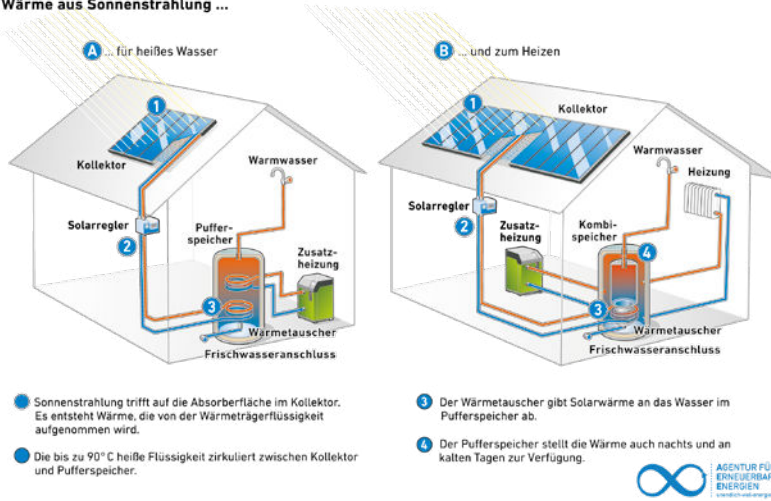 Wärme aus Sonnenstrahlung ...
A ... für heißes Wasser
1
Kollektor
Warmwasser
Solarregler
2
Puffer-
speicher
Zusatz-
heizung
3
Wärmetauscher
Frischwasseranschluss
B ... und zum Heizen
1
Kollektor
Warmwasser
Heizung
Solarregler
2
Zusatz-
heizung
Kombi-
speicher
4
3
Wärmetauscher
Frischwasseranschluss
Sonnenstrahlung trifft auf die Absorberfläche im Kollektor.
Es entsteht Wärme, die von der Wärmeträgerflüssigkeit
aufgenommen wird.
Die bis zu 90°C heiße Flüssigkeit zirkuliert zwischen Kollektor
und Pufferspeicher.
3 Der Wärmetauscher gibt Solarwärme an das Wasser im
Pufferspeicher ab.
4 Der Pufferspeicher stellt die Wärme auch nachts und an
kalten Tagen zur Verfügung.
AGENTUR FÜ
ERNEUERBAR
ENERGIEN